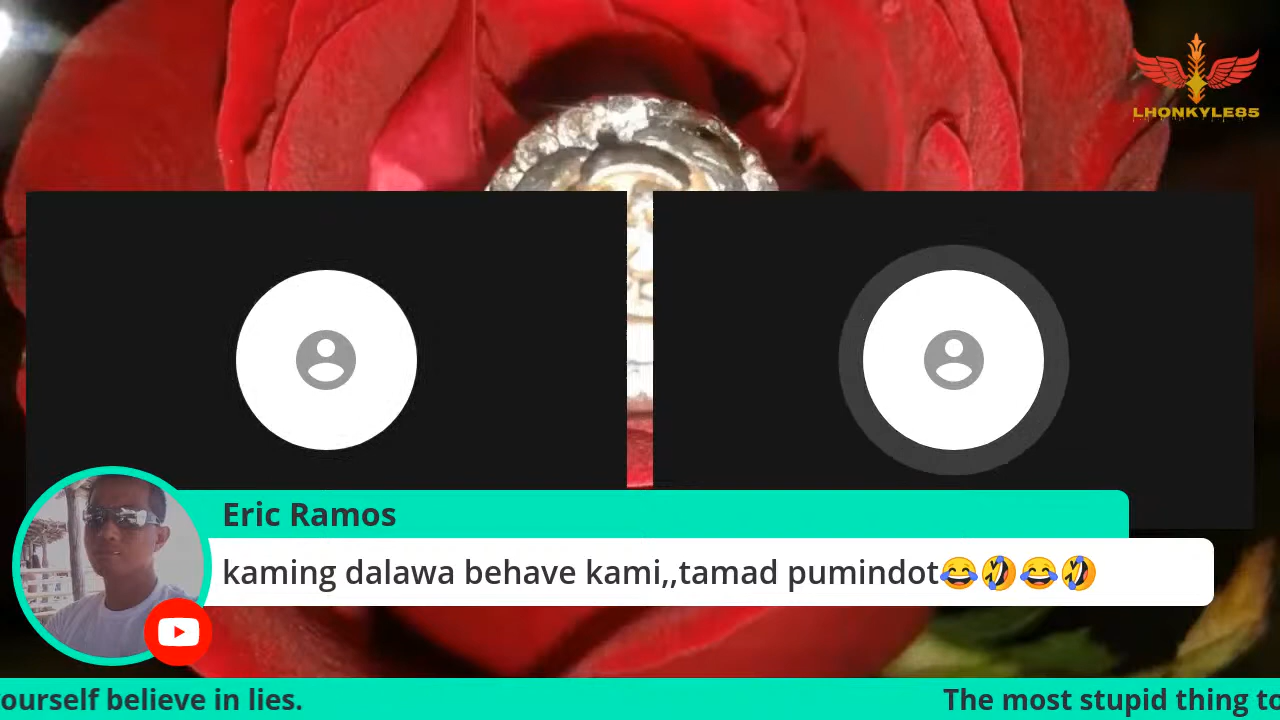 LHONKYLE85
Eric Ramos
kaming dalawa behave kami,,tamad pumindot😂🤣😂🤣
ourself believe in lies. The most stupid thing to